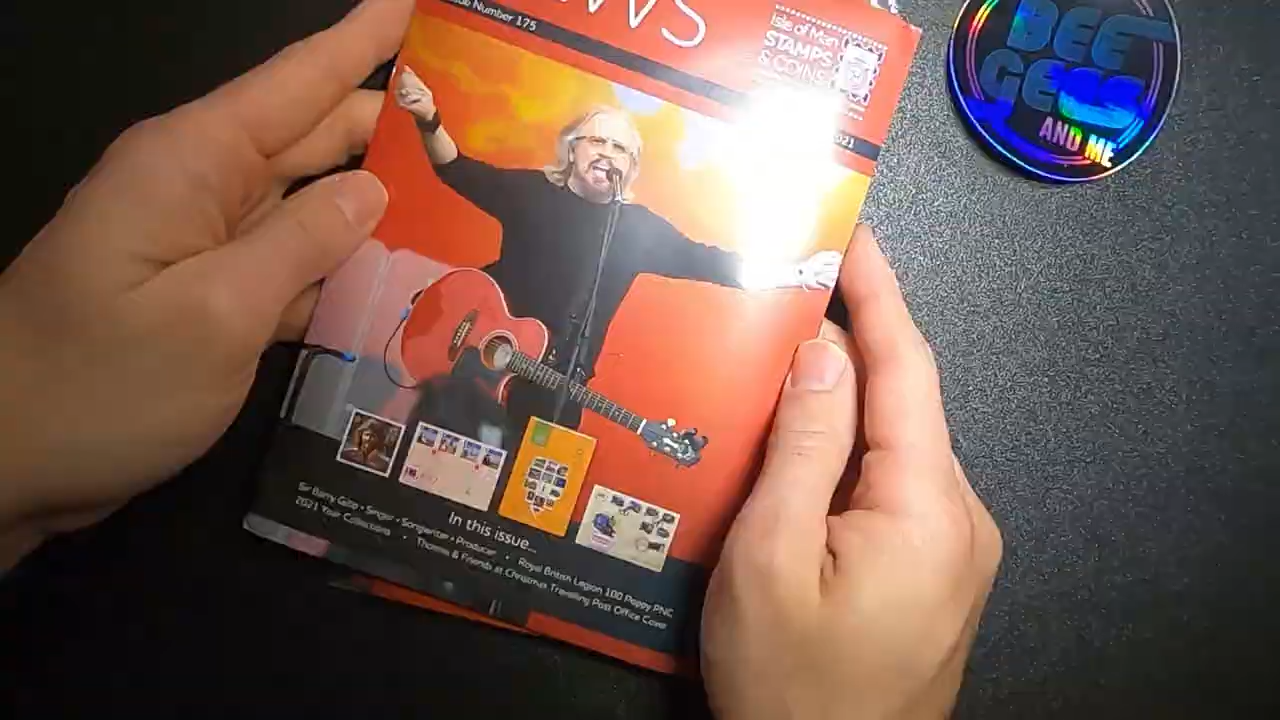 Issue Number 175
Isle of Man
STAMPS
& COINS
BEE
GEES
AND ME
In this issue...
Sir Barry Gibb • Singer • Songwriter • Producer • Royal British Legion 100 Poppy PNC
2021 Year Collections • Thomas & Friends at Christmas Travelling Post Office Cover